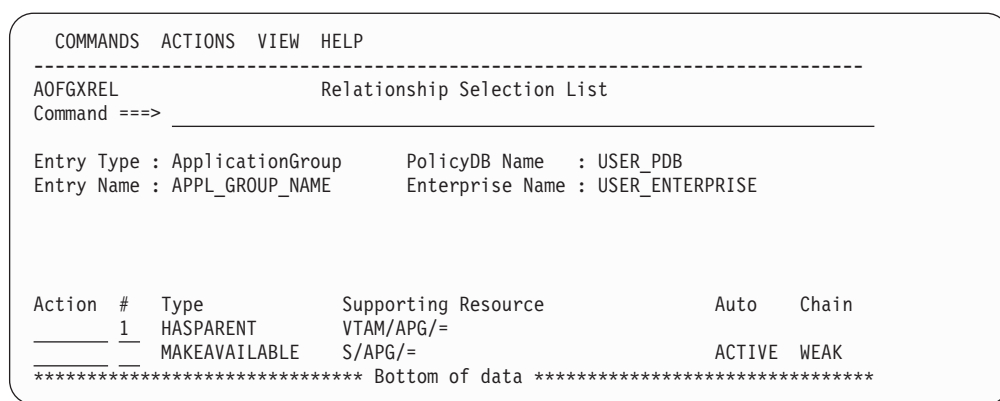 COMMANDS ACTIONS VIEW HELP
-------------------------------------------------------------------------------
AOFGXREL Relationship Selection List
Command ===>
Entry Type : ApplicationGroup PolicyDB Name : USER_PDB
Entry Name : APPL_GROUP_NAME Enterprise Name : USER_ENTERPRISE
Action # Type Supporting Resource Auto Chain
1 HASPARENT VTAM/APG/=
MAKEAVAILABLE S/APG/= ACTIVE WEAK
******************************* Bottom of data ********************************